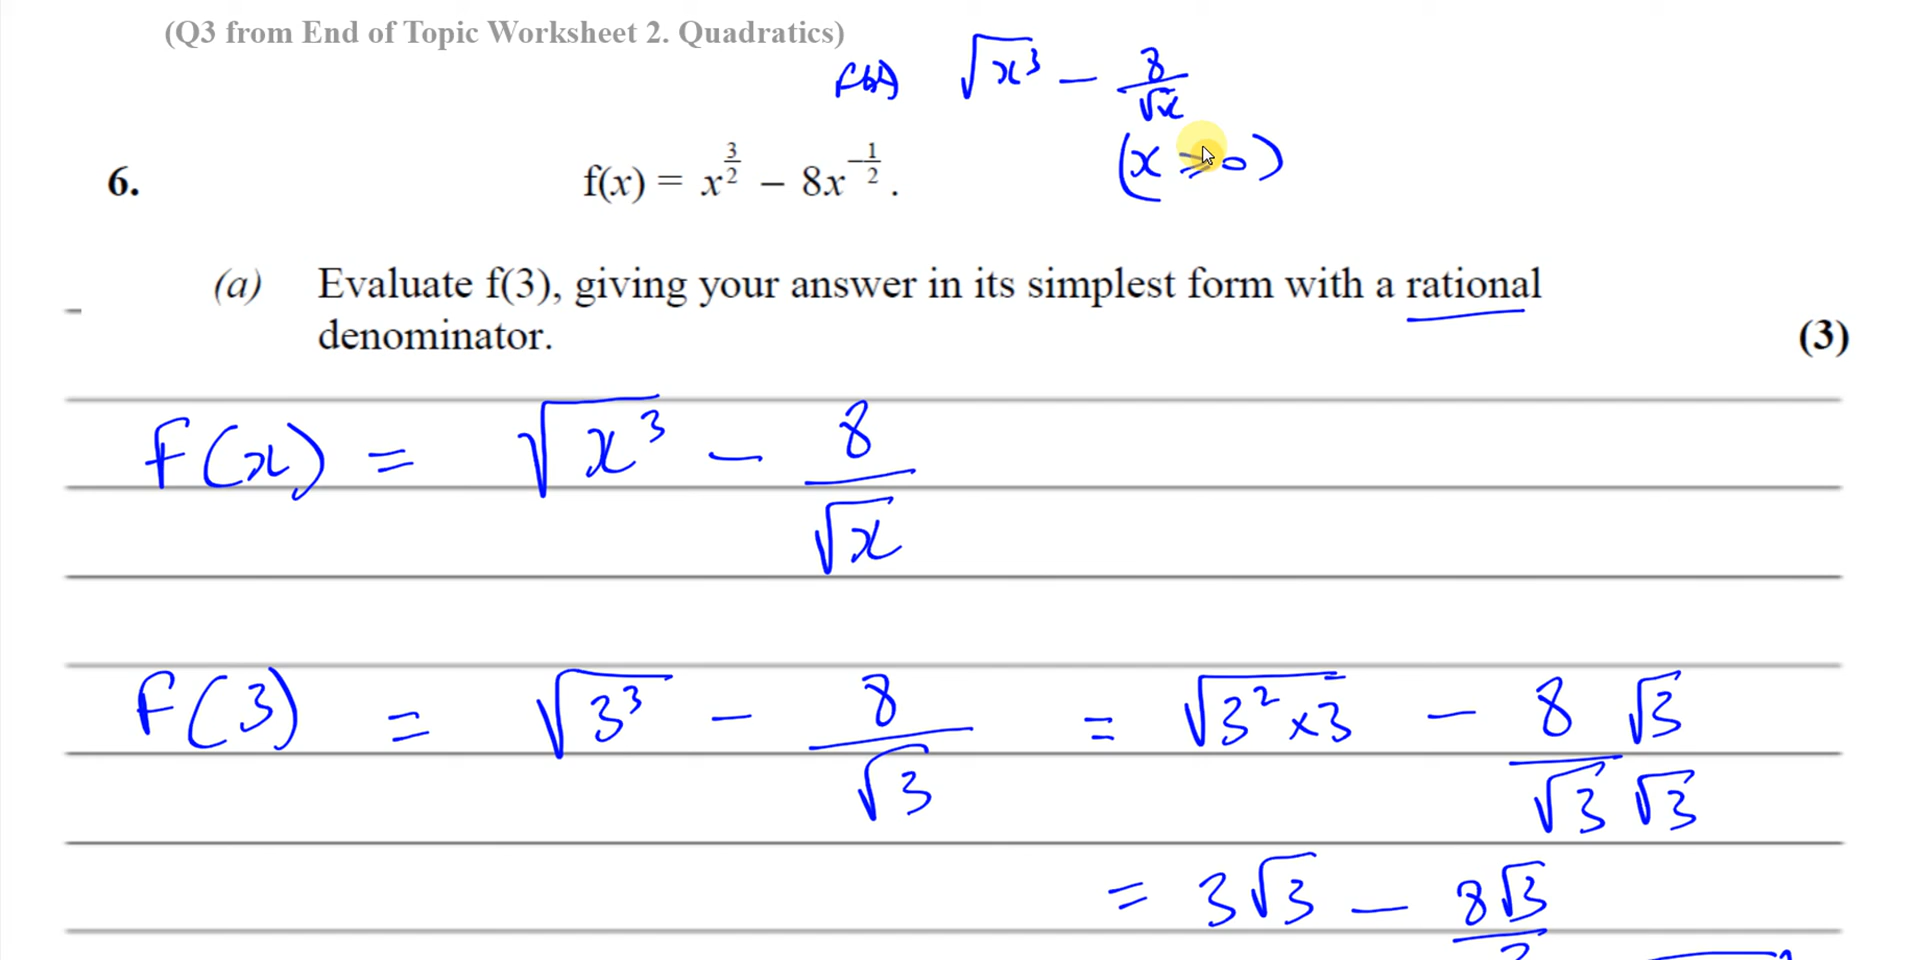 (Q3 from End of Topic Worksheet 2. Quadratics)
f(x) √x³ − 8/√x
(x ≥ 0)
6. f(x) = x^(3/2) − 8x^(−1/2).
(a) Evaluate f(3), giving your answer in its simplest form with a rational
denominator.
(3)
f(x) = √x³ − 8/√x
f(3) = √3³ − 8/√3 = √3²×3 − 8√3/√3√3
= 3√3 − 8√3/3